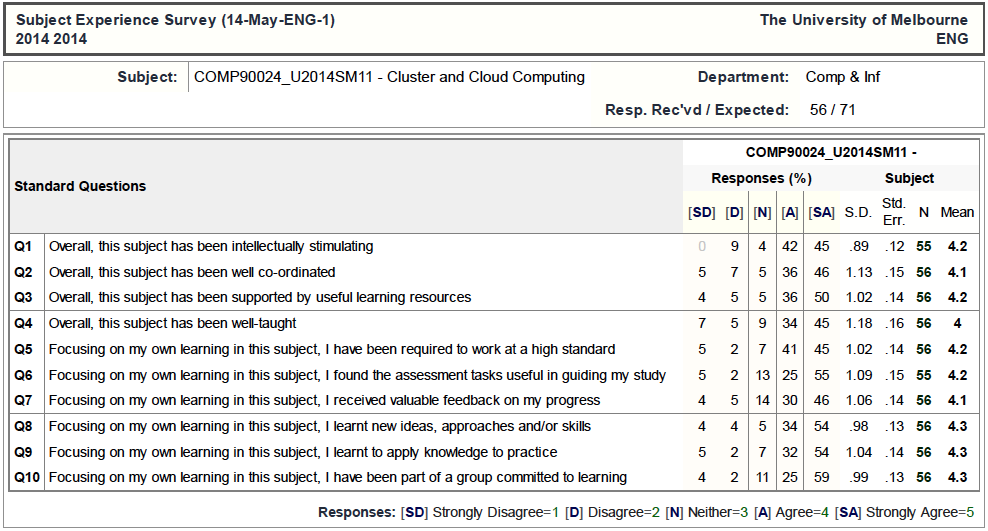 Subject Experience Survey (14-May-ENG-1) The University of Melbourne
2014 2014 ENG
Subject: COMP90024_U2014SM11 - Cluster and Cloud Computing Department: Comp & Inf
Resp. Rec'vd / Expected: 56 / 71
COMP90024_U2014SM11 -
Standard Questions Responses (%) Subject
[SD] [D] [N] [A] [SA] S.D. Std. Err. N Mean
Q1 Overall, this subject has been intellectually stimulating 0 9 4 42 45 .89 .12 55 4.2
Q2 Overall, this subject has been well co-ordinated 5 7 5 36 46 1.13 .15 56 4.1
Q3 Overall, this subject has been supported by useful learning resources 4 5 5 36 50 1.02 .14 56 4.2
Q4 Overall, this subject has been well-taught 7 5 9 34 45 1.18 .16 56 4
Q5 Focusing on my own learning in this subject, I have been required to work at a high standard 5 2 7 41 45 1.02 .14 56 4.2
Q6 Focusing on my own learning in this subject, I found the assessment tasks useful in guiding my study 5 2 13 25 55 1.09 .15 55 4.2
Q7 Focusing on my own learning in this subject, I received valuable feedback on my progress 4 5 14 30 46 1.06 .14 56 4.1
Q8 Focusing on my own learning in this subject, I learnt new ideas, approaches and/or skills 4 4 5 34 54 .98 .13 56 4.3
Q9 Focusing on my own learning in this subject, I learnt to apply knowledge to practice 5 2 7 32 54 1.04 .14 56 4.3
Q10 Focusing on my own learning in this subject, I have been part of a group committed to learning 4 2 11 25 59 .99 .13 56 4.3
Responses: [SD] Strongly Disagree=1 [D] Disagree=2 [N] Neither=3 [A] Agree=4 [SA] Strongly Agree=5